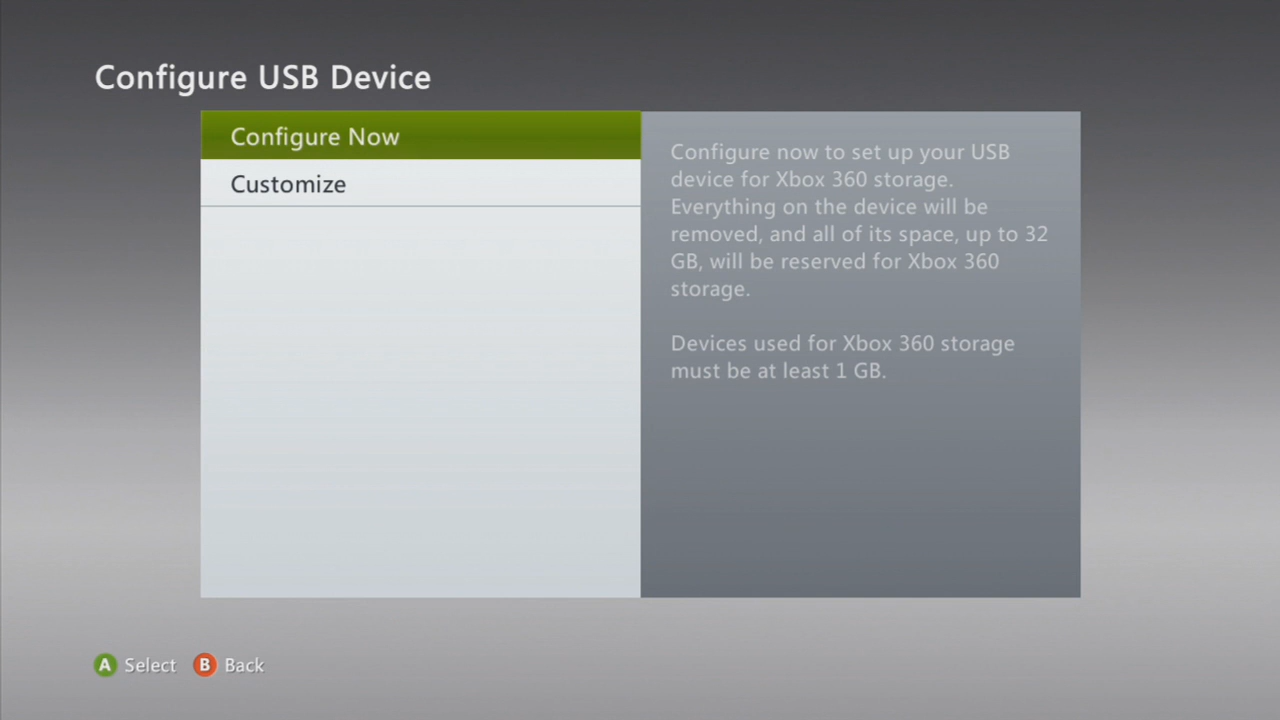 Configure USB Device
Configure Now
Customize
Configure now to set up your USB
device for Xbox 360 storage.
Everything on the device will be
removed, and all of its space, up to 32
GB, will be reserved for Xbox 360
storage.
Devices used for Xbox 360 storage
must be at least 1 GB.
A Select B Back